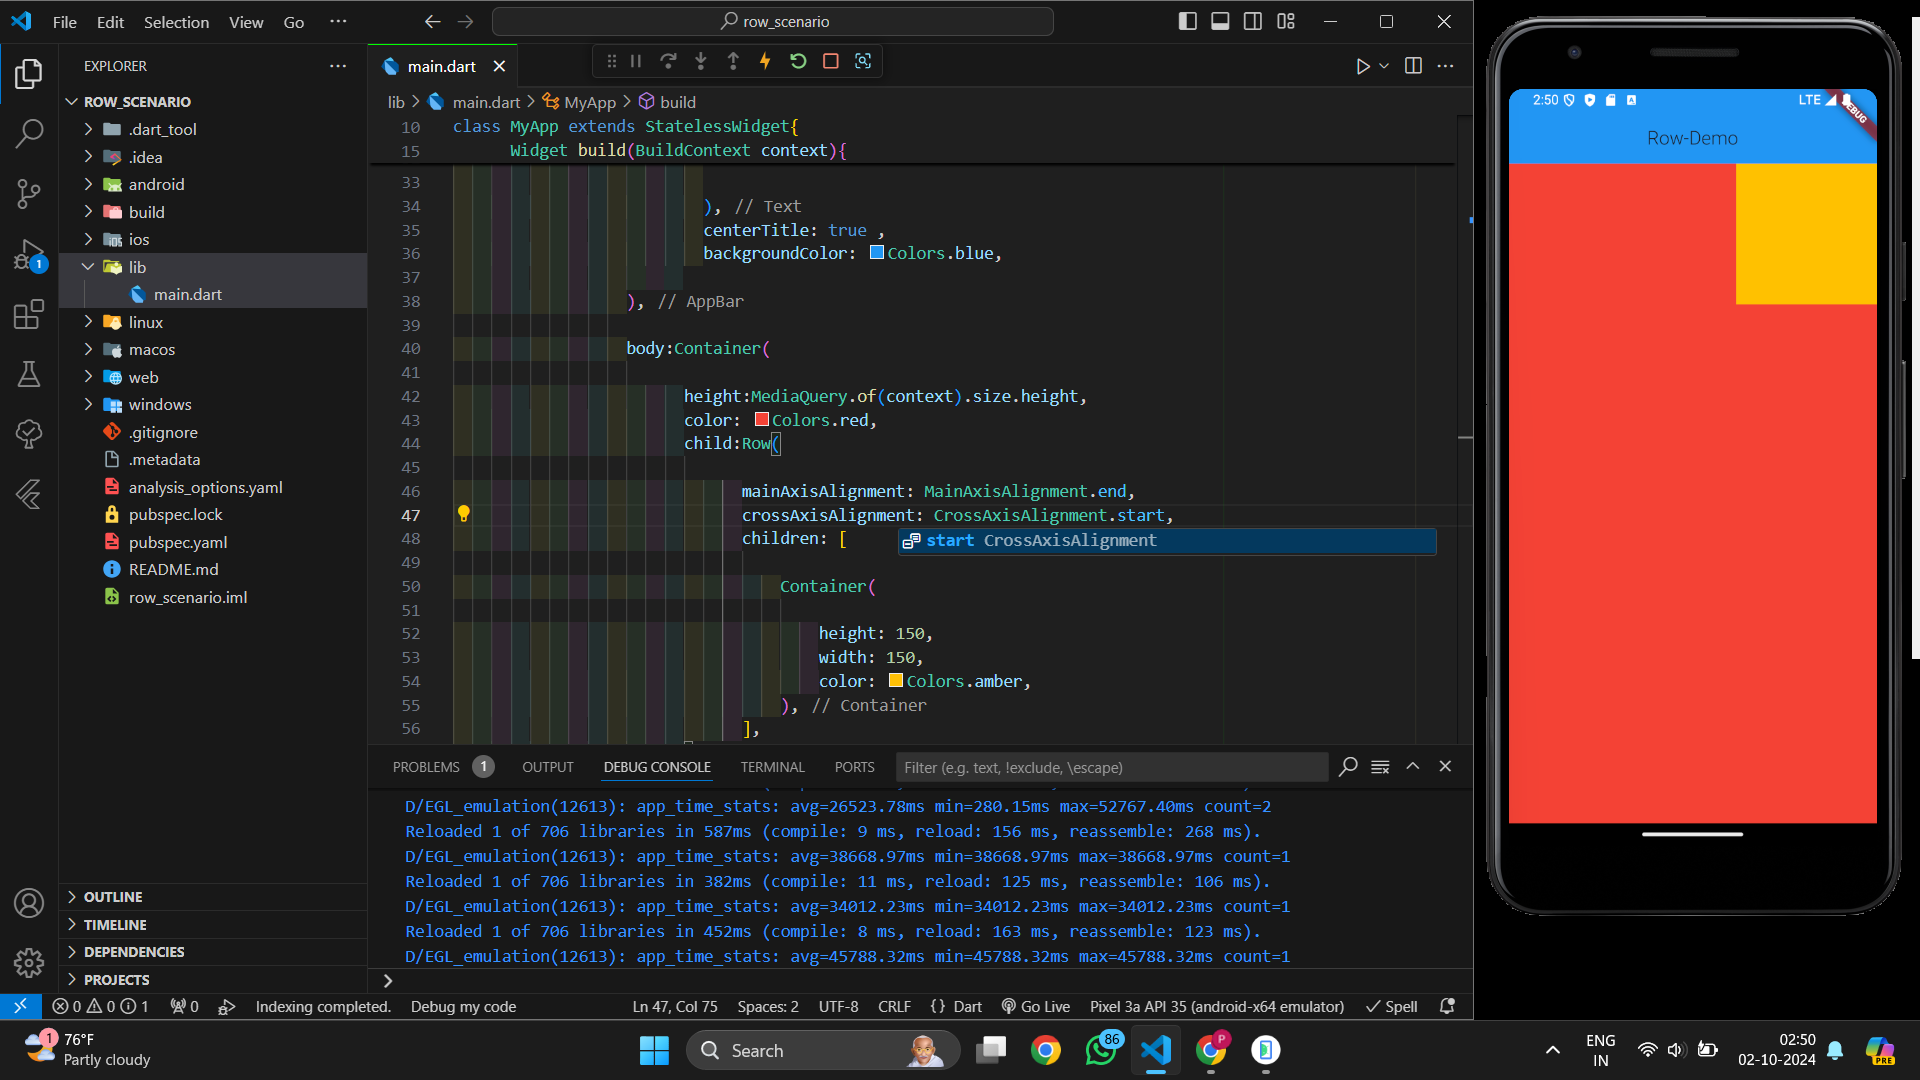 File Edit Selection View Go ···
row_scenario
EXPLORER ···
ROW_SCENARIO
.dart_tool
.idea
android
build
ios
lib
main.dart
linux
macos
web
windows
.gitignore
.metadata
analysis_options.yaml
pubspec.lock
pubspec.yaml
README.md
row_scenario.iml
OUTLINE
TIMELINE
DEPENDENCIES
PROJECTS
1
main.dart
lib > main.dart > MyApp > build
10 class MyApp extends StatelessWidget{
15 Widget build(BuildContext context){
33
34 ), // Text
35 centerTitle: true ,
36 backgroundColor: Colors.blue,
37
38 ), // AppBar
39
40 body:Container(
41
42 height:MediaQuery.of(context).size.height,
43 color: Colors.red,
44 child:Row(
45
46 mainAxisAlignment: MainAxisAlignment.end,
47 crossAxisAlignment: CrossAxisAlignment.start,
48 children: [
start CrossAxisAlignment
49
50 Container(
51
52 height: 150,
53 width: 150,
54 color: Colors.amber,
55 ), // Container
56 ],
PROBLEMS 1 OUTPUT DEBUG CONSOLE TERMINAL PORTS Filter (e.g. text, !exclude, \escape)
D/EGL_emulation(12613): app_time_stats: avg=26523.78ms min=280.15ms max=52767.40ms count=2
Reloaded 1 of 706 libraries in 587ms (compile: 9 ms, reload: 156 ms, reassemble: 268 ms).
D/EGL_emulation(12613): app_time_stats: avg=38668.97ms min=38668.97ms max=38668.97ms count=1
Reloaded 1 of 706 libraries in 382ms (compile: 11 ms, reload: 125 ms, reassemble: 106 ms).
D/EGL_emulation(12613): app_time_stats: avg=34012.23ms min=34012.23ms max=34012.23ms count=1
Reloaded 1 of 706 libraries in 452ms (compile: 8 ms, reload: 163 ms, reassemble: 123 ms).
D/EGL_emulation(12613): app_time_stats: avg=45788.32ms min=45788.32ms max=45788.32ms count=1
>
0 0 1 0 Indexing completed. Debug my code Ln 47, Col 75 Spaces: 2 UTF-8 CRLF {} Dart Go Live Pixel 3a API 35 (android-x64 emulator) Spell
2:50 A LTE
DEBUG
Row-Demo
1
76°F
Partly cloudy
Search
86
P
ENG
IN
02:50
02-10-2024
PRE